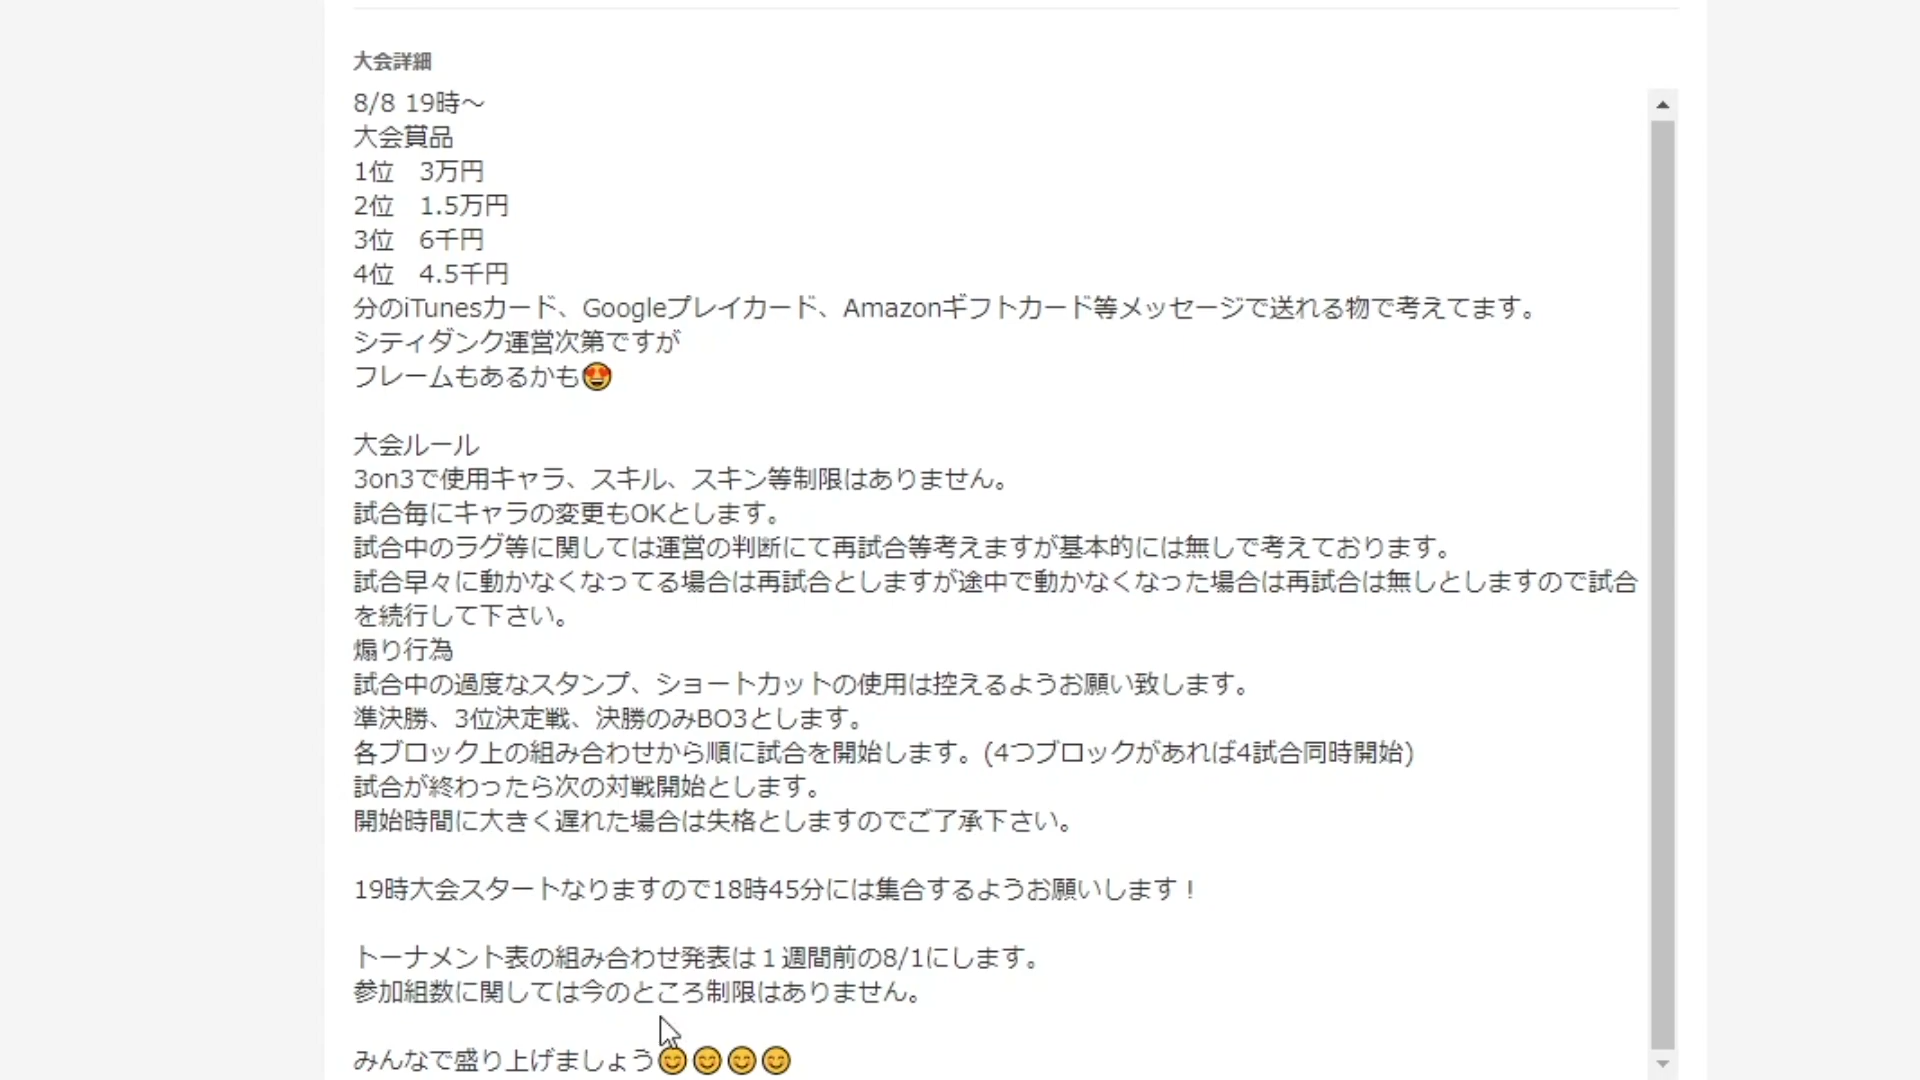 大会詳細
8/8 19時～
大会賞品
1位　3万円
2位　1.5万円
3位　6千円
4位　4.5千円
分のiTunesカード、Googleプレイカード、Amazonギフトカード等メッセージで送れる物で考えてます。
シティダンク運営次第ですが
フレームもあるかも😍
大会ルール
3on3で使用キャラ、スキル、スキン等制限はありません。
試合毎にキャラの変更もOKとします。
試合中のラグ等に関しては運営の判断にて再試合等考えますが基本的には無しで考えております。
試合早々に動かなくなってる場合は再試合としますが途中で動かなくなった場合は再試合は無しとしますので試合
を続行して下さい。
煽り行為
試合中の過度なスタンプ、ショートカットの使用は控えるようお願い致します。
準決勝、3位決定戦、決勝のみBO3とします。
各ブロック上の組み合わせから順に試合を開始します。(4つブロックがあれば4試合同時開始)
試合が終わったら次の対戦開始とします。
開始時間に大きく遅れた場合は失格としますのでご了承下さい。
19時大会スタートなりますので18時45分には集合するようお願いします！
トーナメント表の組み合わせ発表は１週間前の8/1にします。
参加組数に関しては今のところ制限はありません。
みんなで盛り上げましょう😊😊😊😊